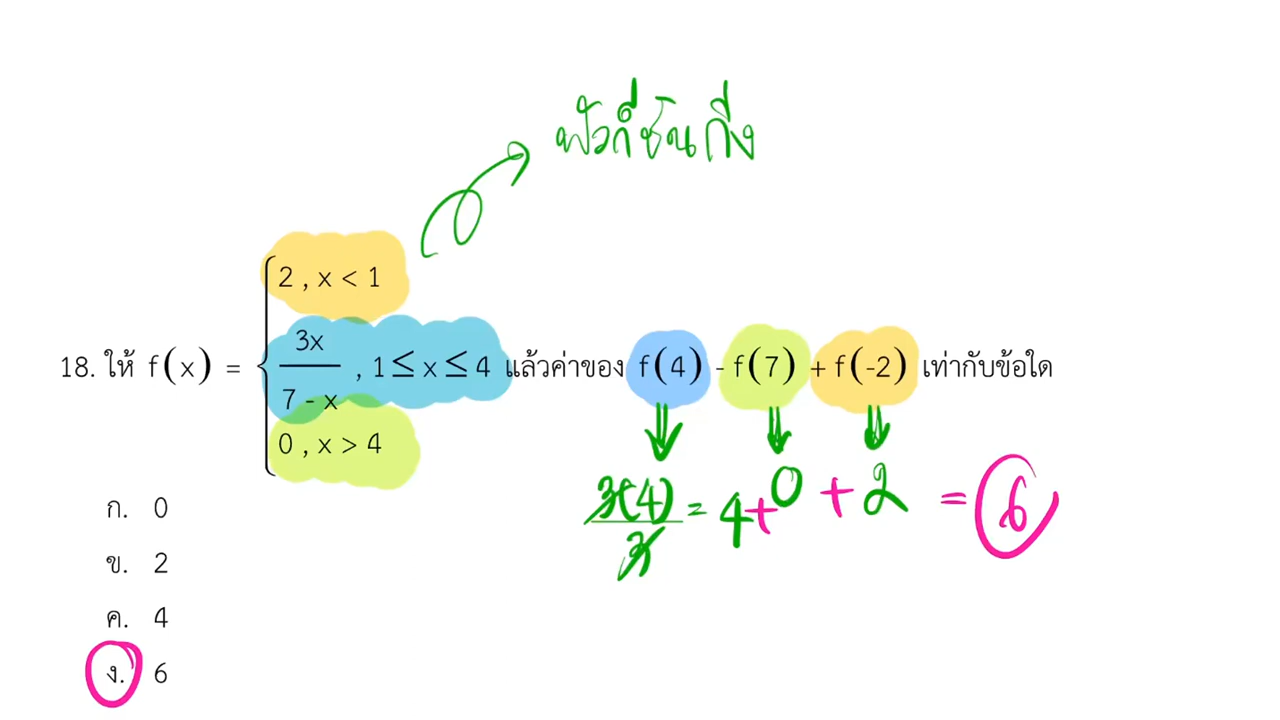 ฟังก์ชันกิ่ง
2 , x < 1
18. ให้ f(x) = { 3x / 7 - x , 1 ≤ x ≤ 4 แล้วค่าของ f(4) - f(7) + f(-2) เท่ากับข้อใด
0 , x > 4
3(4) / 3 = 4 + 0 + 2 = 6
ก. 0
ข. 2
ค. 4
ง. 6